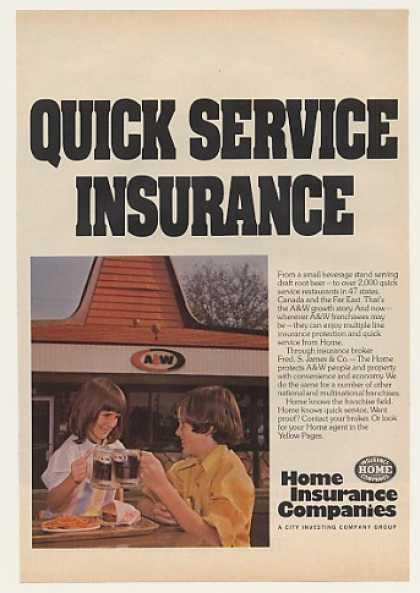 QUICK SERVICE
INSURANCE
A&W
From a small beverage stand serving
draft root beer—to over 2,000 quick
service restaurants in 47 states,
Canada and the Far East. That's
the A&W growth story. And now—
wherever A&W franchisees may
be—they can enjoy multiple line
insurance protection and quick
service from Home.
Through insurance broker
Fred. S. James & Co.—The Home
protects A&W people and property
with convenience and economy. We
do the same for a number of other
national and multinational franchises.
Home knows the franchise field.
Home knows quick service. Want
proof? Contact your broker. Or look
for your Home agent in the
Yellow Pages.
INSURANCE
HOME
COMPANIES
Home
Insurance
Companies
A CITY INVESTING COMPANY GROUP